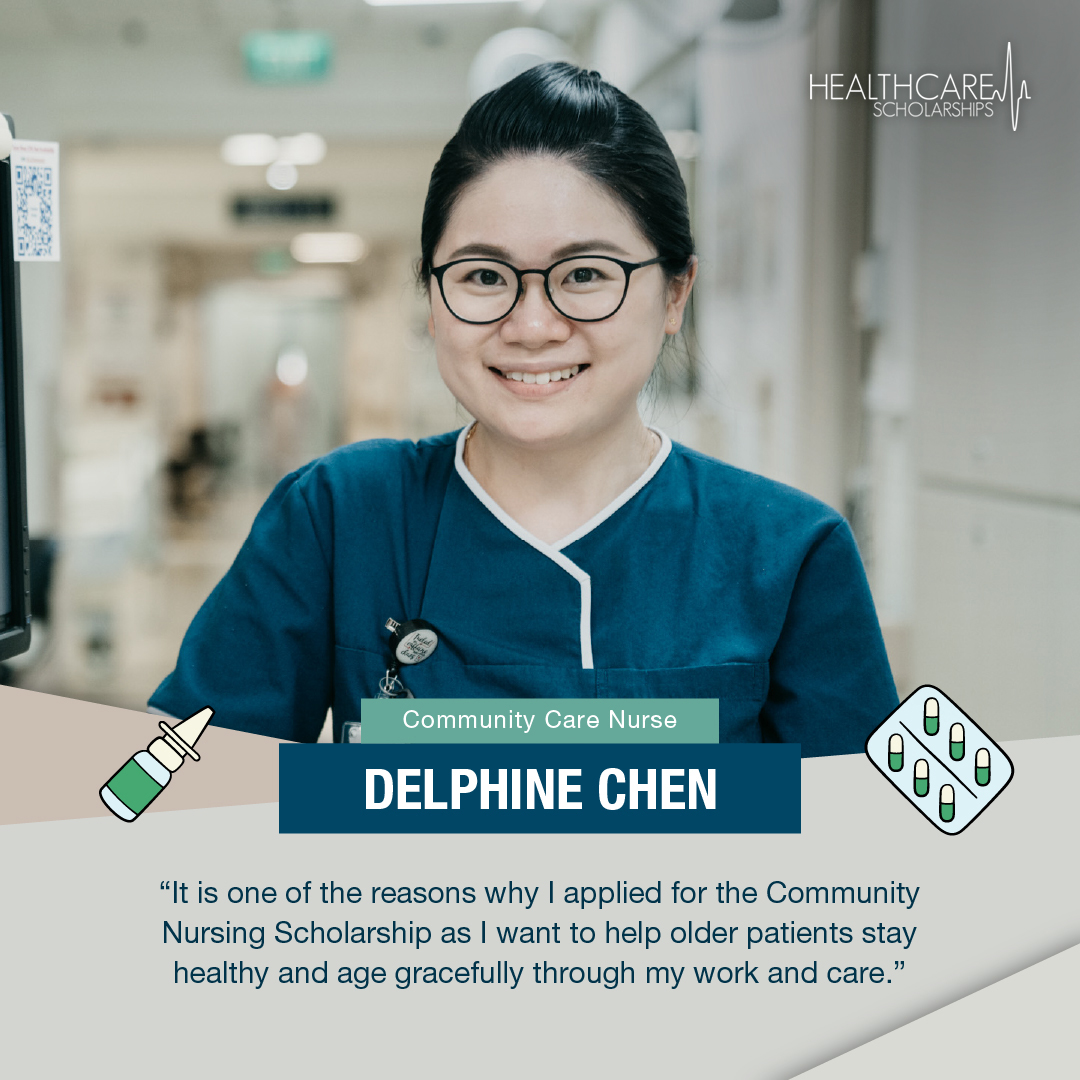 HEALTHCARE
SCHOLARSHIPS
Community Care Nurse
DELPHINE CHEN
“It is one of the reasons why I applied for the Community
Nursing Scholarship as I want to help older patients stay
healthy and age gracefully through my work and care.”